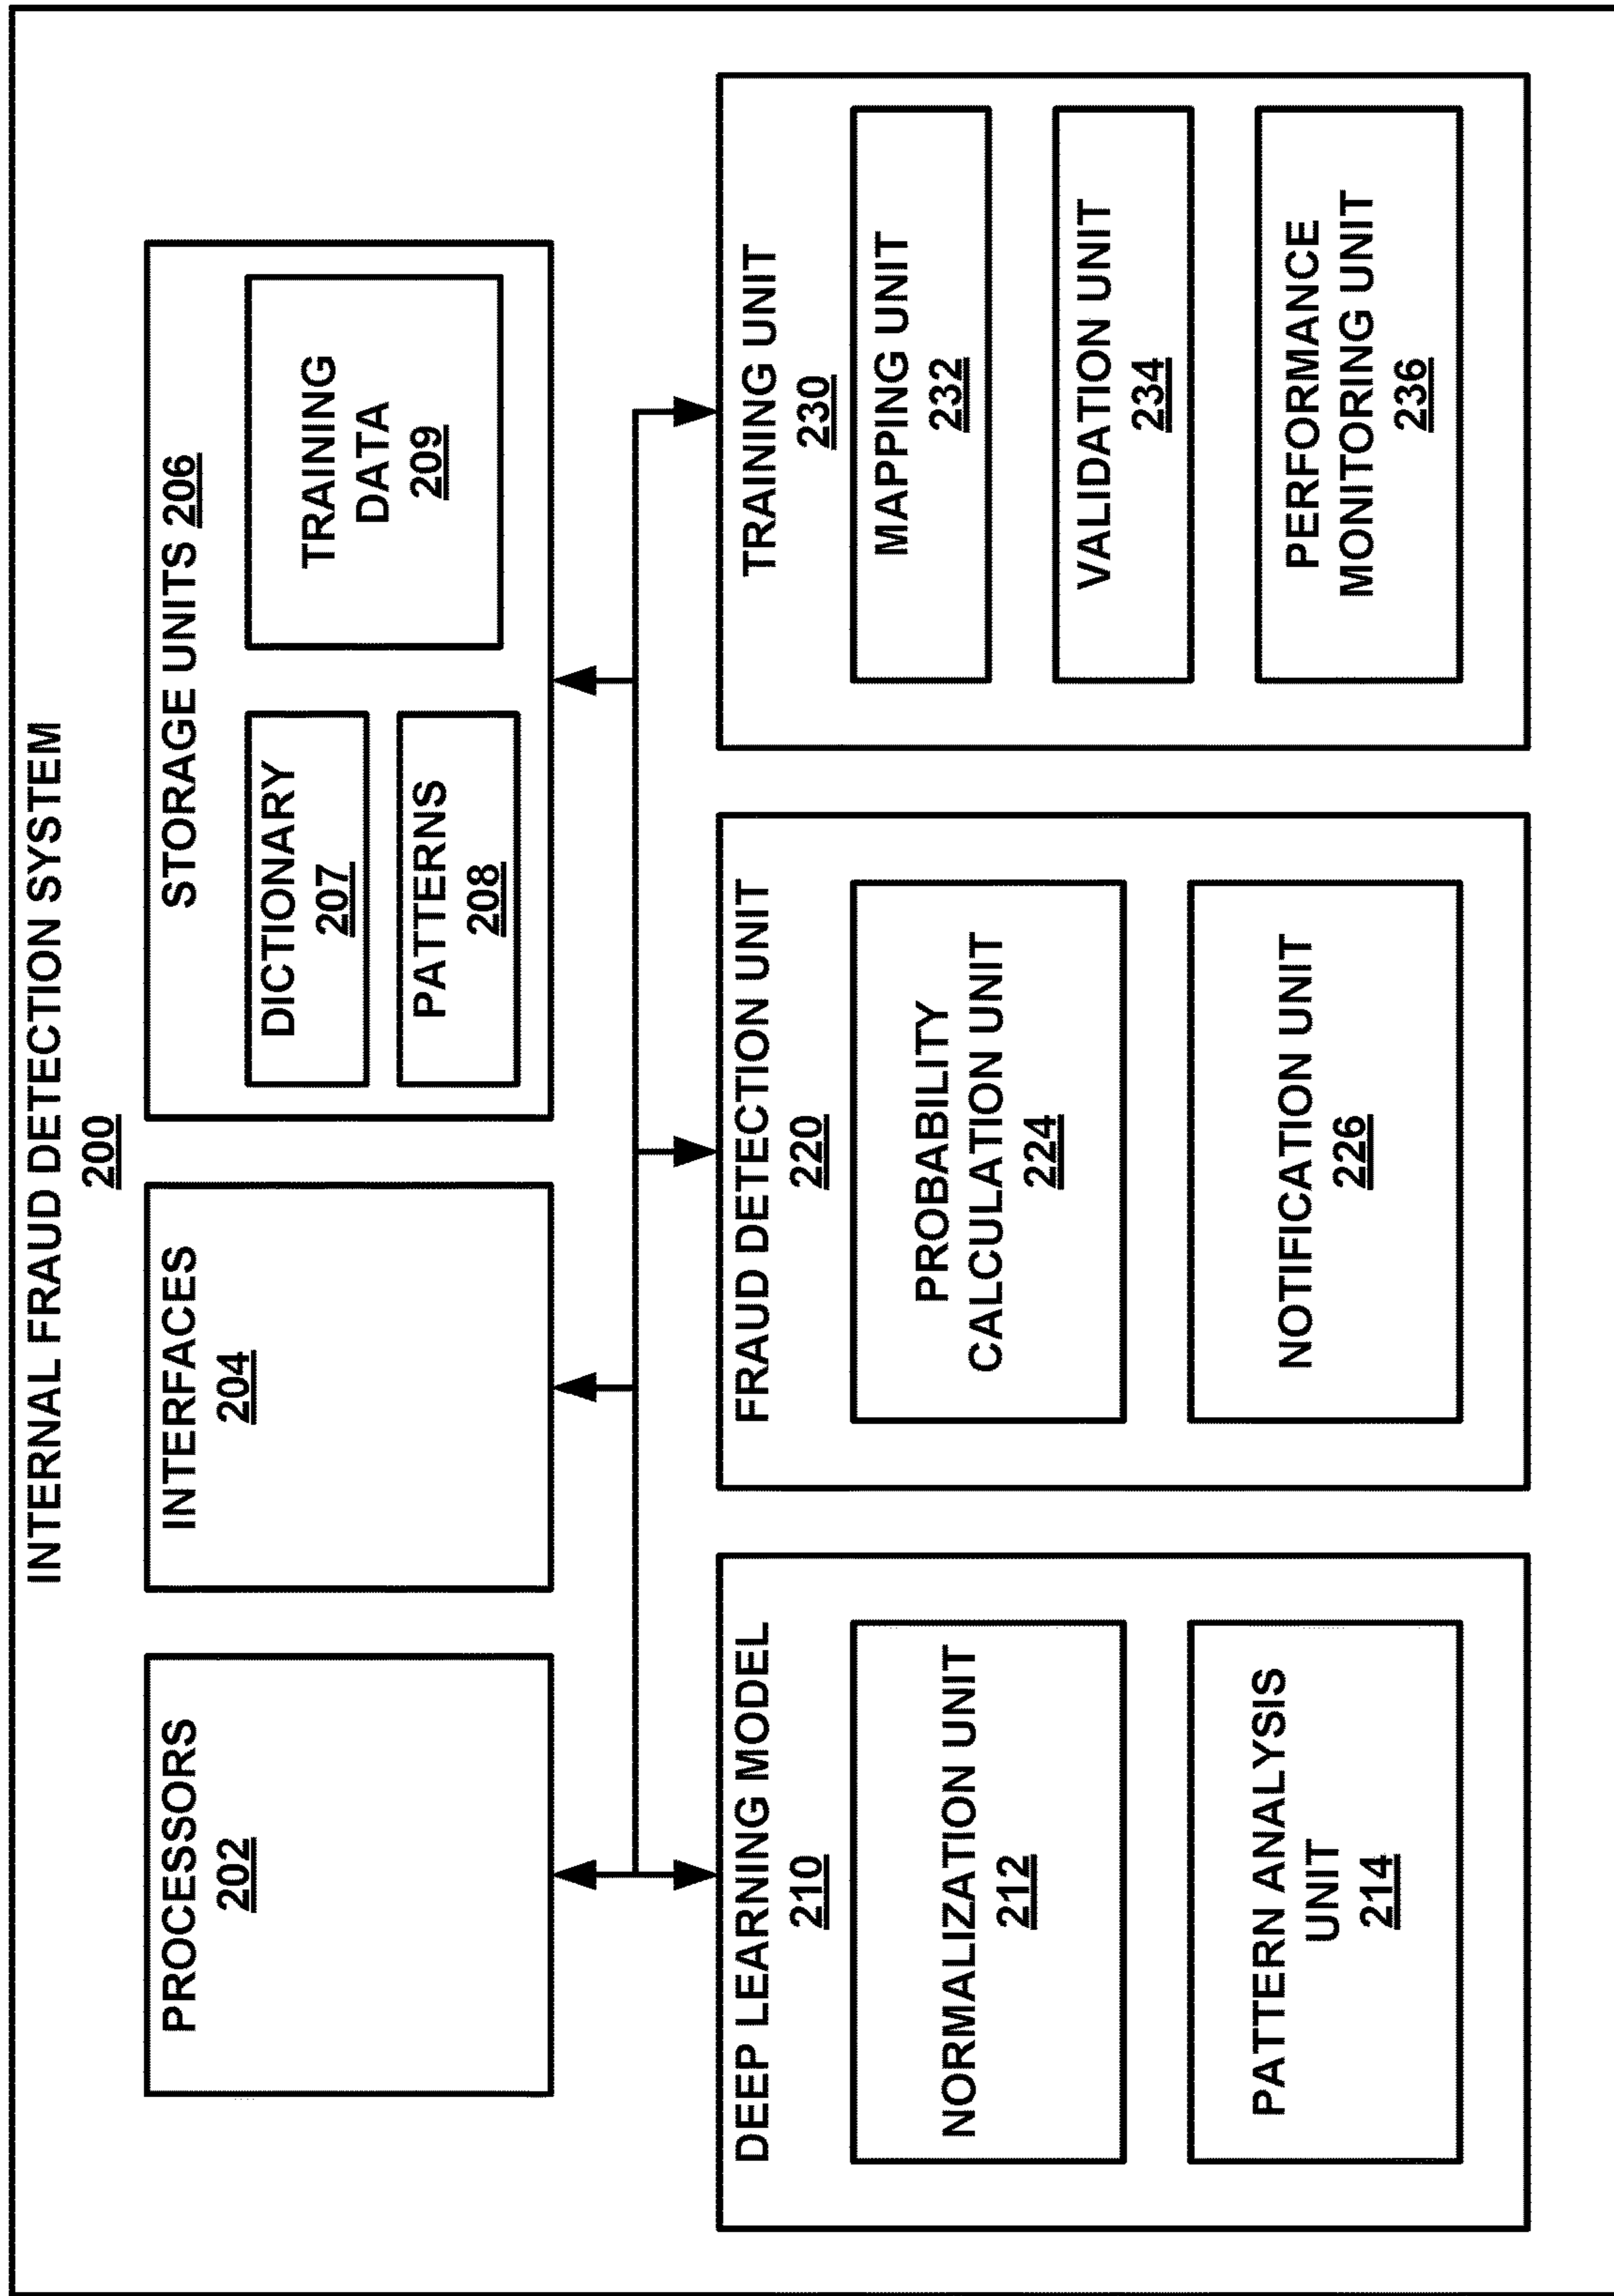 INTERNAL FRAUD DETECTION SYSTEM
200
PROCESSORS
202
INTERFACES
204
STORAGE UNITS 206
DICTIONARY
207
PATTERNS
208
TRAINING
DATA
209
DEEP LEARNING MODEL
210
NORMALIZATION UNIT
212
PATTERN ANALYSIS
UNIT
214
FRAUD DETECTION UNIT
220
PROBABILITY
CALCULATION UNIT
224
NOTIFICATION UNIT
226
TRAINING UNIT
230
MAPPING UNIT
232
VALIDATION UNIT
234
PERFORMANCE
MONITORING UNIT
236